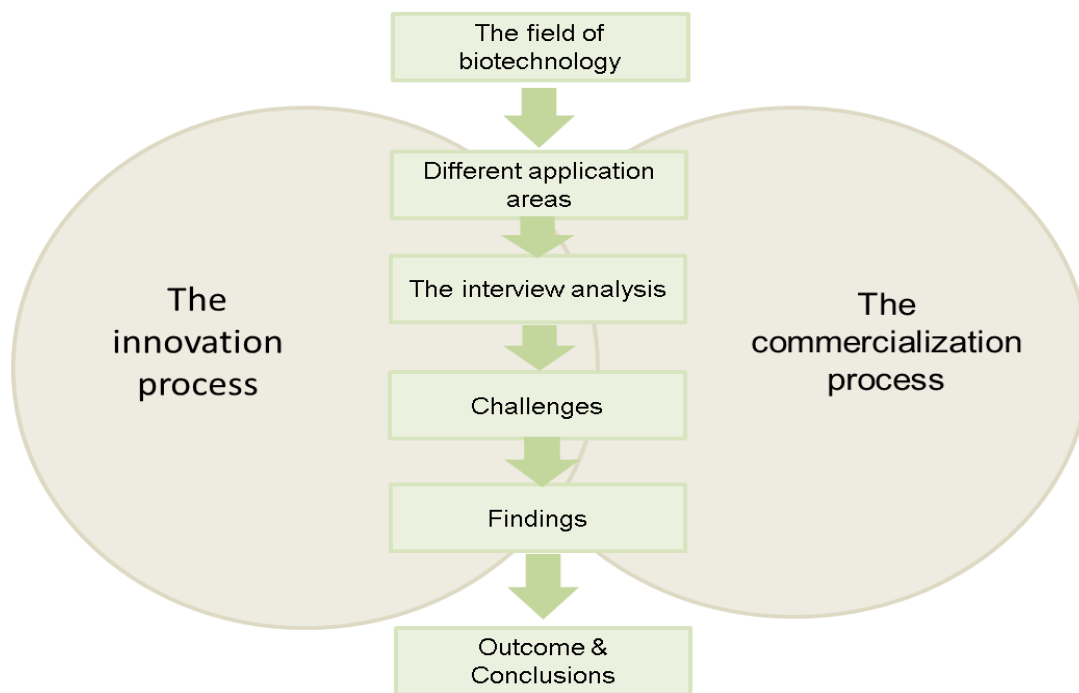 The field of
biotechnology
Different application
areas
The interview analysis
The
innovation
process
The
commercialization
process
Challenges
Findings
Outcome &
Conclusions